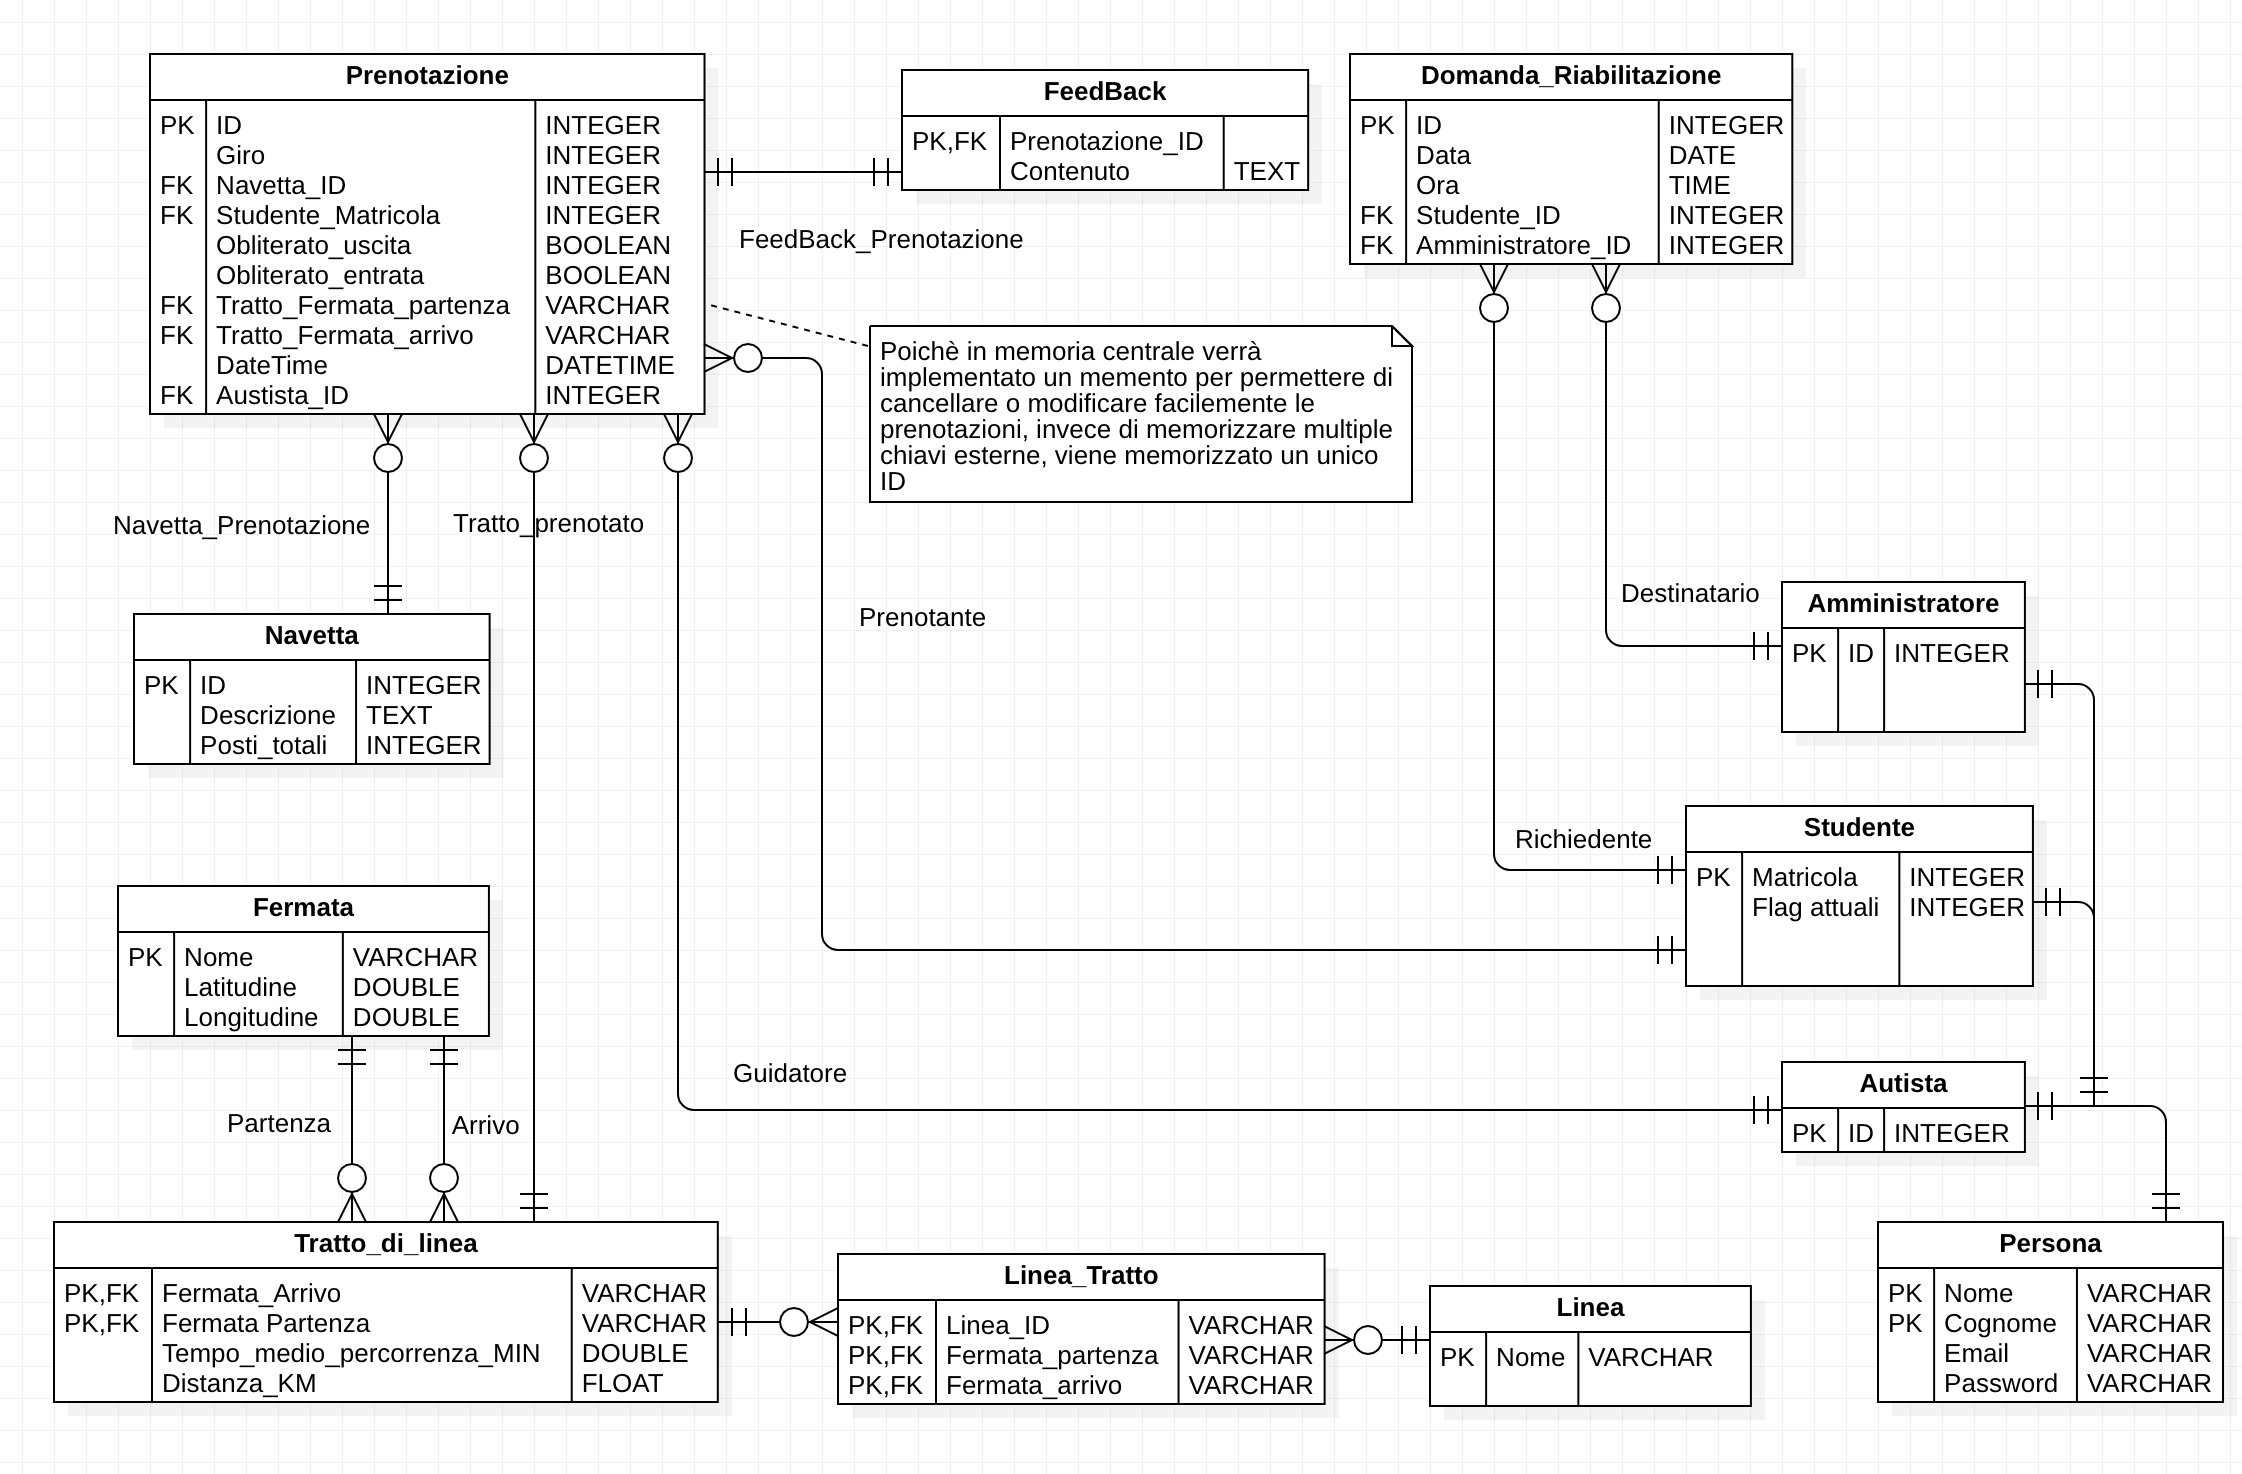 Prenotazione
PK ID INTEGER
Giro INTEGER
FK Navetta_ID INTEGER
FK Studente_Matricola INTEGER
Obliterato_uscita BOOLEAN
Obliterato_entrata BOOLEAN
FK Tratto_Fermata_partenza VARCHAR
FK Tratto_Fermata_arrivo VARCHAR
DateTime DATETIME
FK Austista_ID INTEGER
FeedBack
PK,FK Prenotazione_ID
Contenuto TEXT
FeedBack_Prenotazione
Domanda_Riabilitazione
PK ID INTEGER
Data DATE
Ora TIME
FK Studente_ID INTEGER
FK Amministratore_ID INTEGER
Poichè in memoria centrale verrà
implementato un memento per permettere di
cancellare o modificare facilemente le
prenotazioni, invece di memorizzare multiple
chiavi esterne, viene memorizzato un unico
ID
Navetta_Prenotazione
Tratto_prenotato
Prenotante
Destinatario
Amministratore
PK ID INTEGER
Navetta
PK ID INTEGER
Descrizione TEXT
Posti_totali INTEGER
Richiedente
Studente
PK Matricola INTEGER
Flag attuali INTEGER
Fermata
PK Nome VARCHAR
Latitudine DOUBLE
Longitudine DOUBLE
Guidatore
Autista
PK ID INTEGER
Partenza
Arrivo
Tratto_di_linea
PK,FK Fermata_Arrivo VARCHAR
PK,FK Fermata Partenza VARCHAR
Tempo_medio_percorrenza_MIN DOUBLE
Distanza_KM FLOAT
Linea_Tratto
PK,FK Linea_ID VARCHAR
PK,FK Fermata_partenza VARCHAR
PK,FK Fermata_arrivo VARCHAR
Linea
PK Nome VARCHAR
Persona
PK Nome VARCHAR
PK Cognome VARCHAR
Email VARCHAR
Password VARCHAR